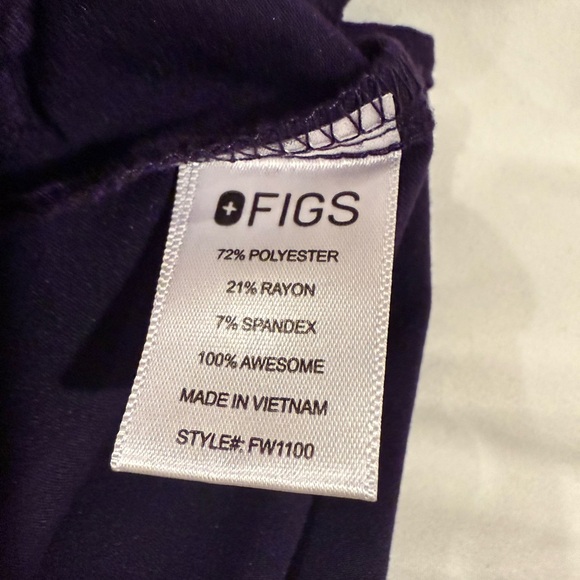 FIGS
72% POLYESTER
21% RAYON
7% SPANDEX
100% AWESOME
MADE IN VIETNAM
STYLE#: FW1100